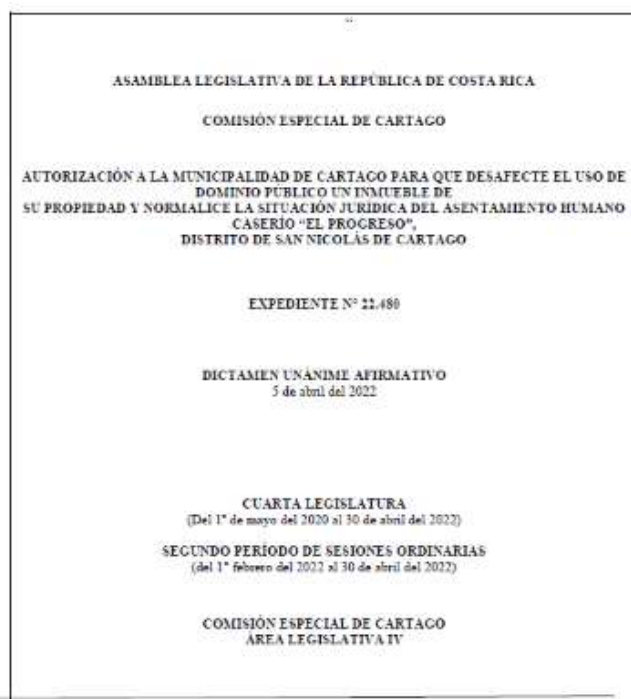 ASAMBLEA LEGISLATIVA DE LA REPÚBLICA DE COSTA RICA
COMISIÓN ESPECIAL DE CARTAGO
AUTORIZACIÓN A LA MUNICIPALIDAD DE CARTAGO PARA QUE DESAFECTE EL USO DE
DOMINIO PÚBLICO UN INMUEBLE DE
SU PROPIEDAD Y NORMALICE LA SITUACIÓN JURÍDICA DEL ASENTAMIENTO HUMANO
CASERÍO “EL PROGRESO”,
DISTRITO DE SAN NICOLÁS DE CARTAGO
EXPEDIENTE N° 22.480
DICTAMEN UNÁNIME AFIRMATIVO
5 de abril del 2022
CUARTA LEGISLATURA
(Del 1° de mayo del 2020 al 30 de abril del 2022)
SEGUNDO PERÍODO DE SESIONES ORDINARIAS
(del 1° febrero del 2022 al 30 de abril del 2022)
COMISIÓN ESPECIAL DE CARTAGO
ÁREA LEGISLATIVA IV